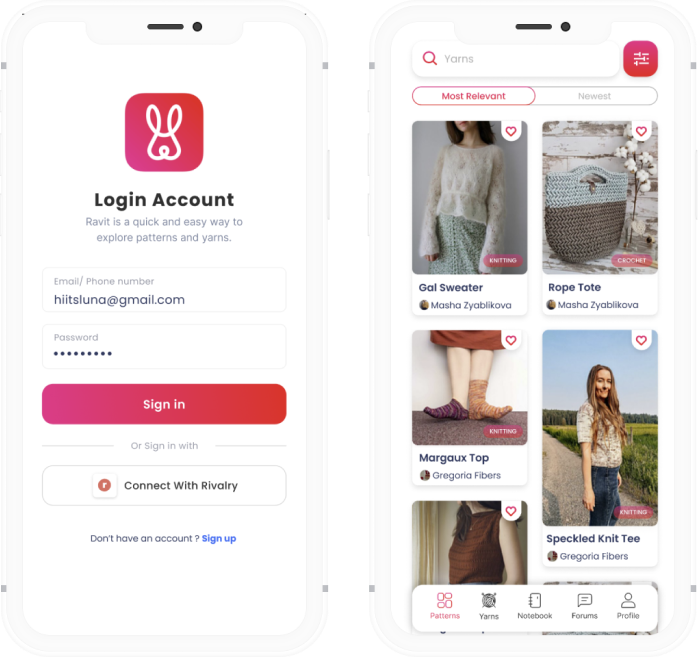 Login Account
Ravit is a quick and easy way to
explore patterns and yarns.
Email/ Phone number
hiitsluna@gmail.com
Password
Sign in
Or Sign in with
r
Connect With Rivalry
Don't have an account ? Sign up
Yarns
Most Relevant
Newest
KNITTING
Gal Sweater
Masha Zyablikova
CROCHET
Rope Tote
Masha Zyablikova
KNITTING
Margaux Top
Gregoria Fibers
KNITTING
Speckled Knit Tee
Gregoria Fibers
Patterns
Yarns
Notebook
Forums
Profile